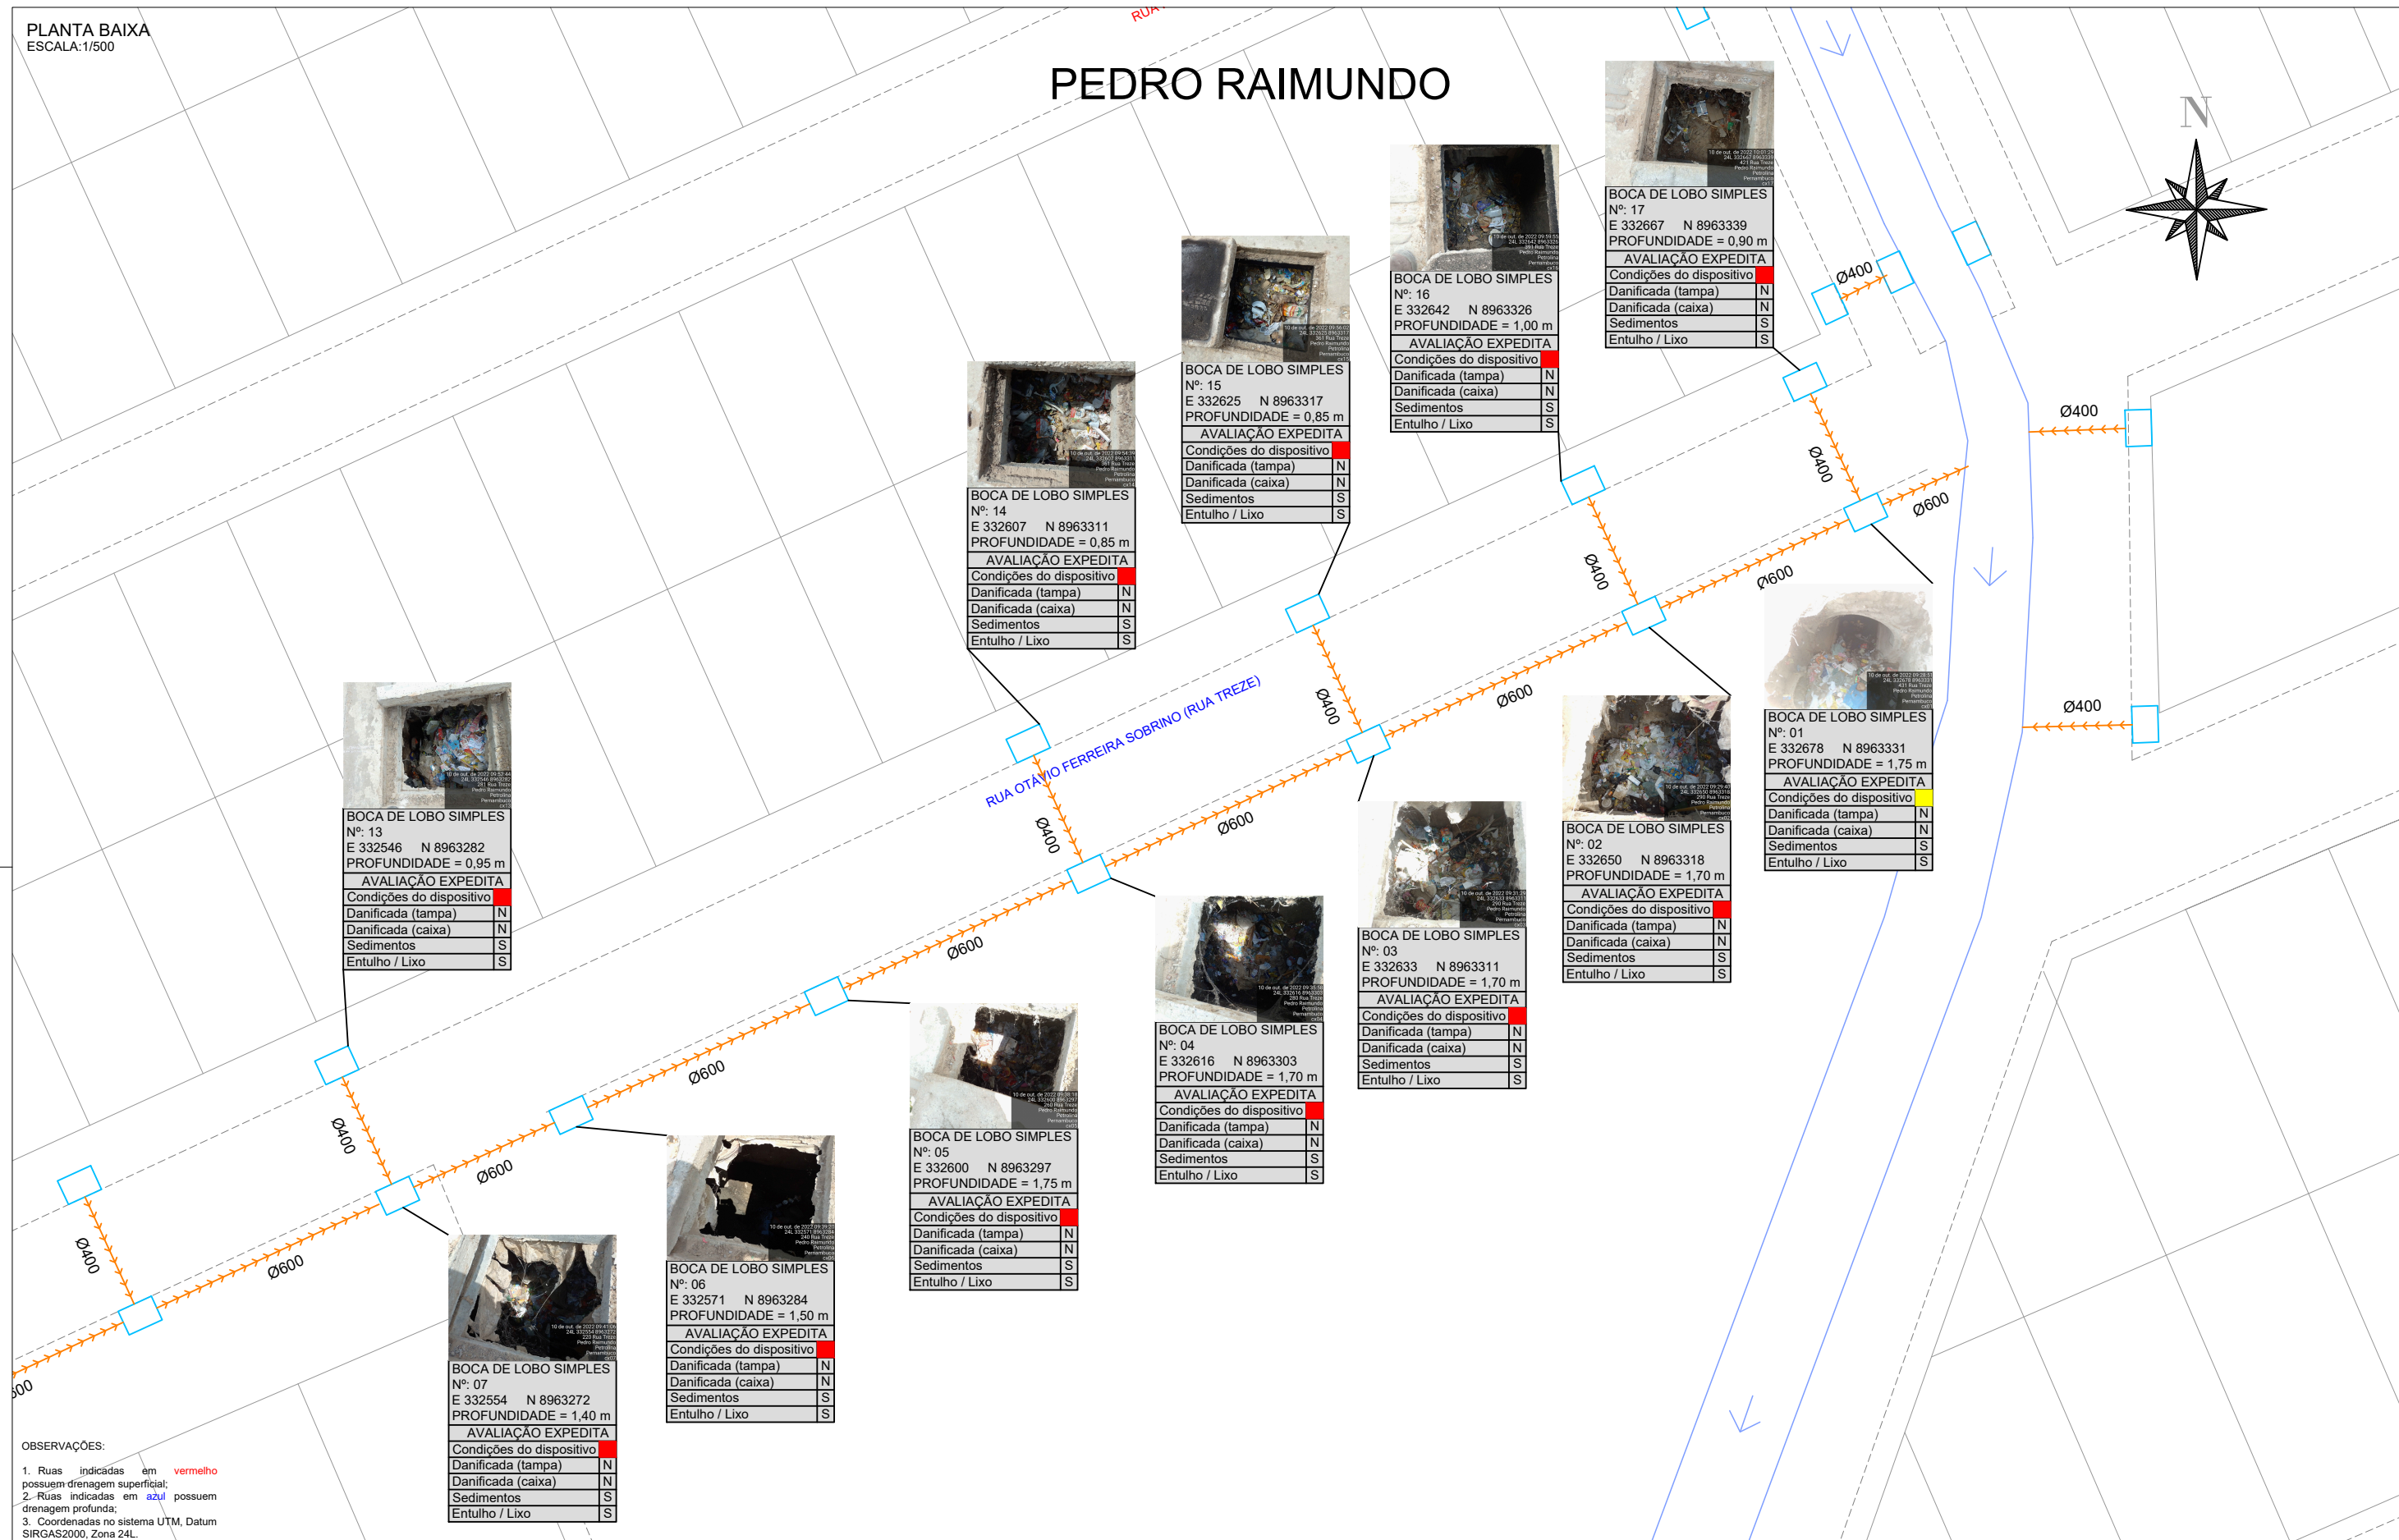 PLANTA BAIXA
ESCALA:1/500
PEDRO RAIMUNDO
N
BOCA DE LOBO SIMPLES
Nº: 17
E 332667 N 8963339
PROFUNDIDADE = 0,90 m
AVALIAÇÃO EXPEDITA
Condições do dispositivo
Danificada (tampa) N
Danificada (caixa) N
Sedimentos S
Entulho / Lixo S
BOCA DE LOBO SIMPLES
Nº: 16
E 332642 N 8963326
PROFUNDIDADE = 1,00 m
AVALIAÇÃO EXPEDITA
Condições do dispositivo
Danificada (tampa) N
Danificada (caixa) N
Sedimentos S
Entulho / Lixo S
BOCA DE LOBO SIMPLES
Nº: 15
E 332625 N 8963317
PROFUNDIDADE = 0,85 m
AVALIAÇÃO EXPEDITA
Condições do dispositivo
Danificada (tampa) N
Danificada (caixa) N
Sedimentos S
Entulho / Lixo S
BOCA DE LOBO SIMPLES
Nº: 14
E 332607 N 8963311
PROFUNDIDADE = 0,85 m
AVALIAÇÃO EXPEDITA
Condições do dispositivo
Danificada (tampa) N
Danificada (caixa) N
Sedimentos S
Entulho / Lixo S
BOCA DE LOBO SIMPLES
Nº: 13
E 332546 N 8963282
PROFUNDIDADE = 0,95 m
AVALIAÇÃO EXPEDITA
Condições do dispositivo
Danificada (tampa) N
Danificada (caixa) N
Sedimentos S
Entulho / Lixo S
RUA OTÁVIO FERREIRA SOBRINO (RUA TREZE)
Ø400
Ø400
Ø400
Ø400
Ø400
Ø400
Ø400
Ø400
Ø400
Ø600
Ø600
Ø600
Ø600
Ø600
Ø600
Ø600
Ø600
BOCA DE LOBO SIMPLES
Nº: 01
E 332678 N 8963331
PROFUNDIDADE = 1,75 m
AVALIAÇÃO EXPEDITA
Condições do dispositivo
Danificada (tampa) N
Danificada (caixa) N
Sedimentos S
Entulho / Lixo S
BOCA DE LOBO SIMPLES
Nº: 02
E 332650 N 8963318
PROFUNDIDADE = 1,70 m
AVALIAÇÃO EXPEDITA
Condições do dispositivo
Danificada (tampa) N
Danificada (caixa) N
Sedimentos S
Entulho / Lixo S
BOCA DE LOBO SIMPLES
Nº: 03
E 332633 N 8963311
PROFUNDIDADE = 1,70 m
AVALIAÇÃO EXPEDITA
Condições do dispositivo
Danificada (tampa) N
Danificada (caixa) N
Sedimentos S
Entulho / Lixo S
BOCA DE LOBO SIMPLES
Nº: 04
E 332616 N 8963303
PROFUNDIDADE = 1,70 m
AVALIAÇÃO EXPEDITA
Condições do dispositivo
Danificada (tampa) N
Danificada (caixa) N
Sedimentos S
Entulho / Lixo S
BOCA DE LOBO SIMPLES
Nº: 05
E 332600 N 8963297
PROFUNDIDADE = 1,75 m
AVALIAÇÃO EXPEDITA
Condições do dispositivo
Danificada (tampa) N
Danificada (caixa) N
Sedimentos S
Entulho / Lixo S
BOCA DE LOBO SIMPLES
Nº: 06
E 332571 N 8963284
PROFUNDIDADE = 1,50 m
AVALIAÇÃO EXPEDITA
Condições do dispositivo
Danificada (tampa) N
Danificada (caixa) N
Sedimentos S
Entulho / Lixo S
BOCA DE LOBO SIMPLES
Nº: 07
E 332554 N 8963272
PROFUNDIDADE = 1,40 m
AVALIAÇÃO EXPEDITA
Condições do dispositivo
Danificada (tampa) N
Danificada (caixa) N
Sedimentos S
Entulho / Lixo S
OBSERVAÇÕES:
1. Ruas indicadas em vermelho
possuem drenagem superficial;
2. Ruas indicadas em azul possuem
drenagem profunda;
3. Coordenadas no sistema UTM, Datum
SIRGAS2000, Zona 24L.